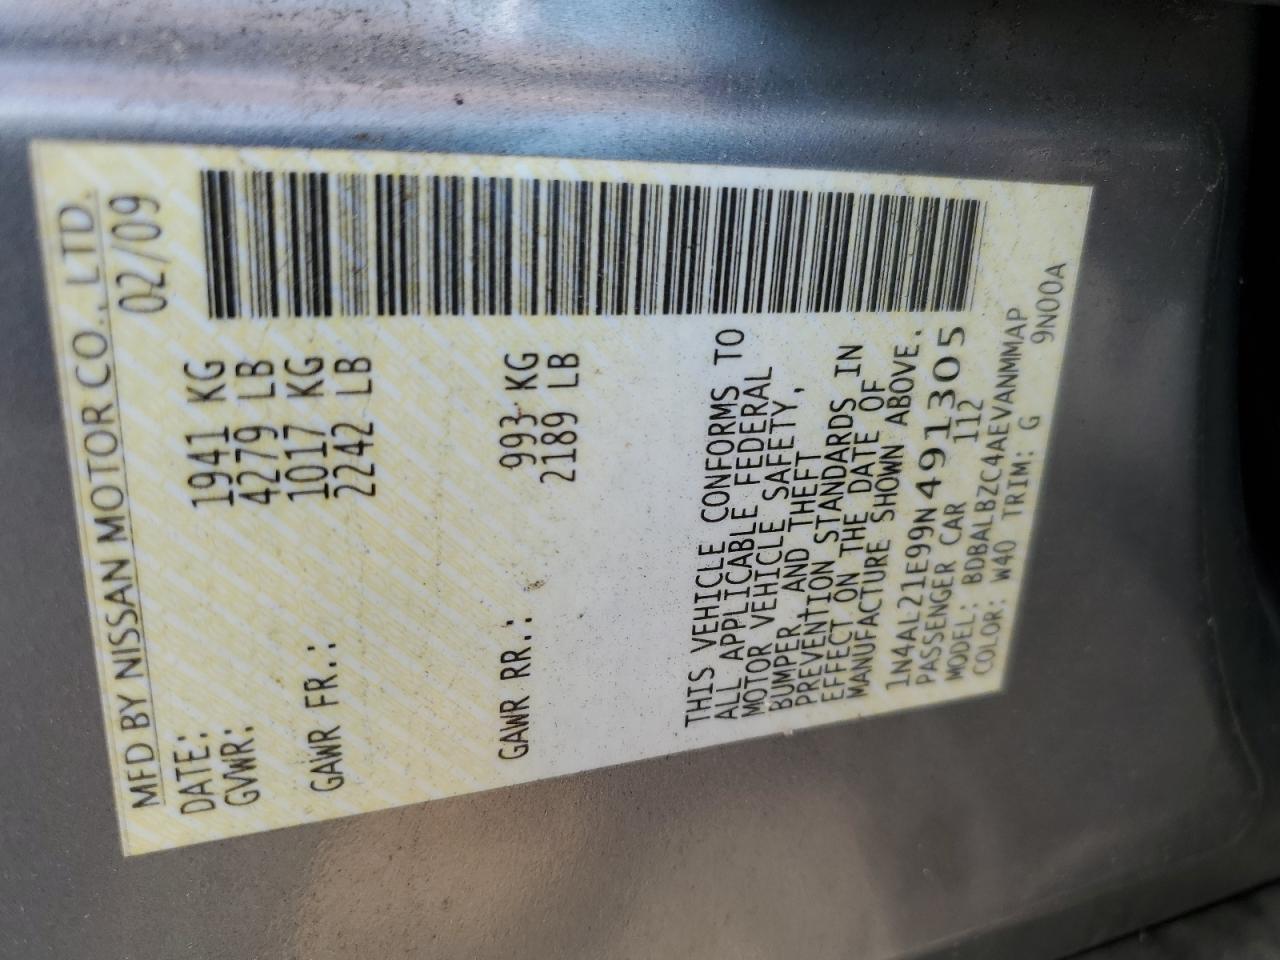 MFD BY NISSAN MOTOR CO., LTD.
DATE: 02/09
GVWR: 1941 KG
4279 LB
GAWR FR.: 1017 KG
2242 LB
GAWR RR.: 993 KG
2189 LB
THIS VEHICLE CONFORMS TO
ALL APPLICABLE FEDERAL
MOTOR VEHICLE SAFETY,
BUMPER, AND THEFT
PREVENTION STANDARDS IN
EFFECT ON THE DATE OF
MANUFACTURE SHOWN ABOVE.
1N4AL21E99N491305
PASSENGER CAR 112
MODEL: BDBALBZC4AEVANMMAP
COLOR: W40 TRIM: G 9N00A